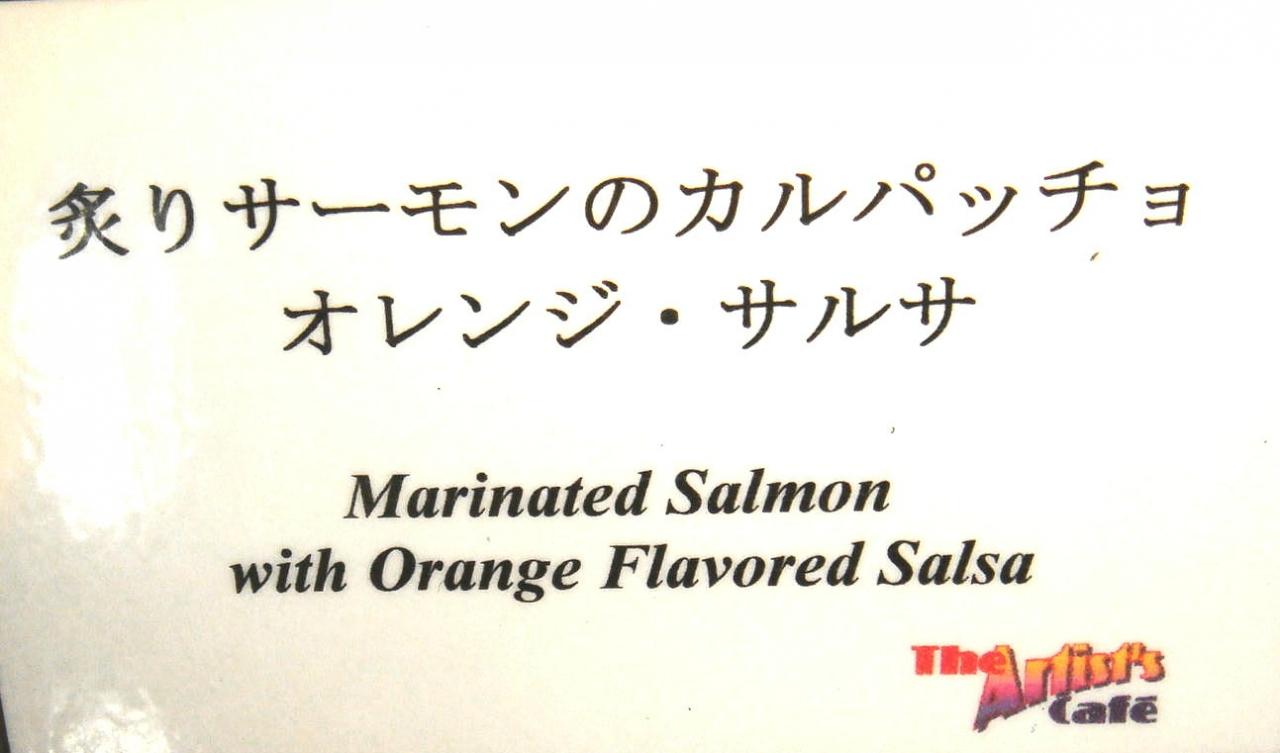 炙りサーモンのカルパッチョ
オレンジ・サルサ
Marinated Salmon
with Orange Flavored Salsa
The Artist's
Café